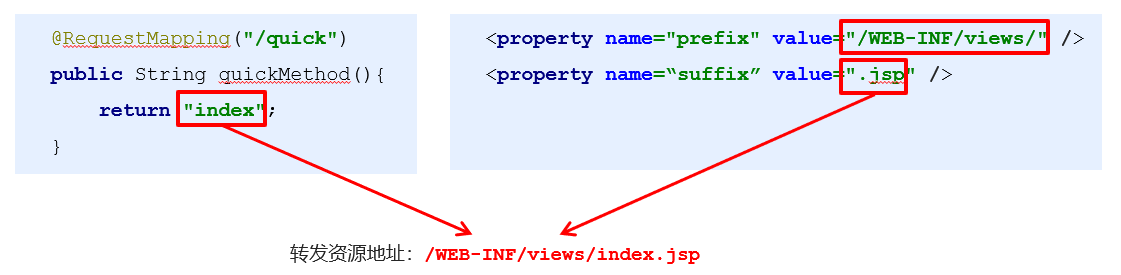 @RequestMapping("/quick")
public String quickMethod(){
return "index";
}
<property name="prefix" value="/WEB-INF/views/" />
<property name=“suffix” value=".jsp" />
转发资源地址：/WEB-INF/views/index.jsp